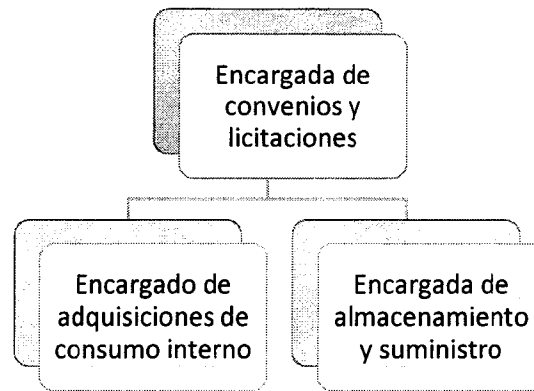 Encargada de
convenios y
licitaciones
Encargado de
adquisiciones de
consumo interno
Encargada de
almacenamiento
y suministro